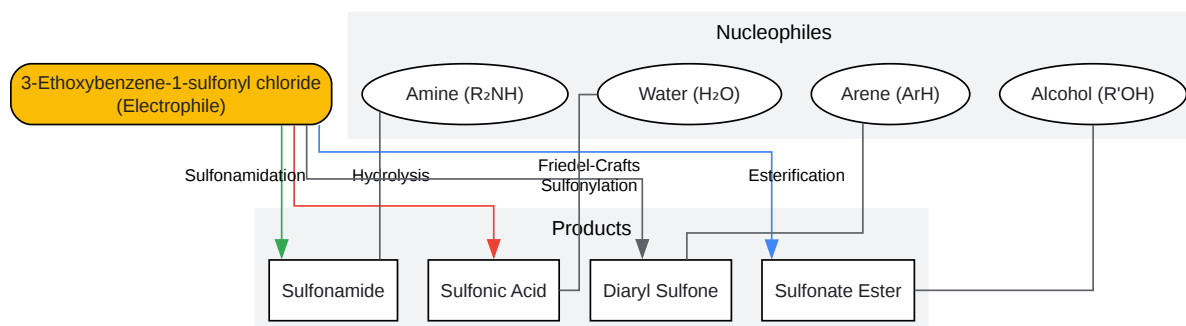 Nucleophiles
3-Ethoxybenzene-1-sulfonyl chloride
(Electrophile)
Amine (R₂NH)
Water (H₂O)
Arene (ArH)
Alcohol (R'OH)
Sulfonamidation
Hydrolysis
Friedel-Crafts
Sulfonylation
Esterification
Products
Sulfonamide
Sulfonic Acid
Diaryl Sulfone
Sulfonate Ester